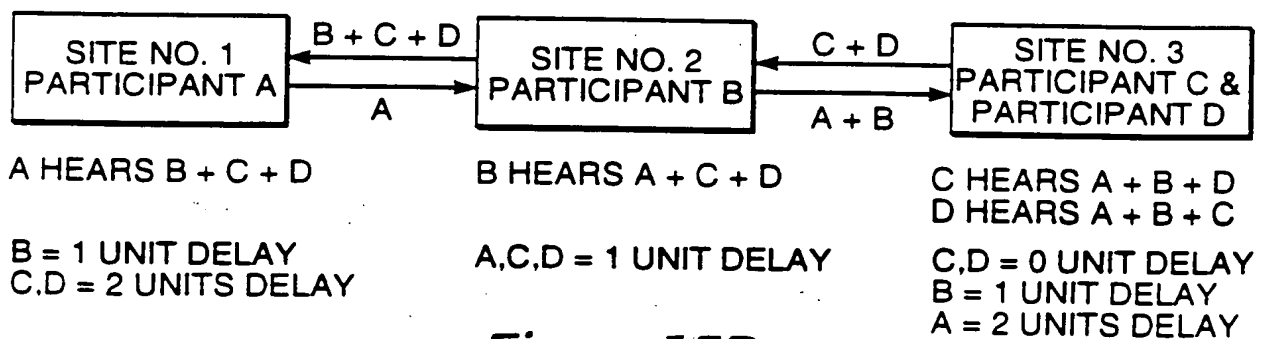 SITE NO. 1
PARTICIPANT A
B + C + D
A
SITE NO. 2
PARTICIPANT B
C + D
A + B
SITE NO. 3
PARTICIPANT C &
PARTICIPANT D
A HEARS B + C + D
B = 1 UNIT DELAY
C,D = 2 UNITS DELAY
B HEARS A + C + D
A,C,D = 1 UNIT DELAY
C HEARS A + B + D
D HEARS A + B + C
C,D = 0 UNIT DELAY
B = 1 UNIT DELAY
A = 2 UNITS DELAY